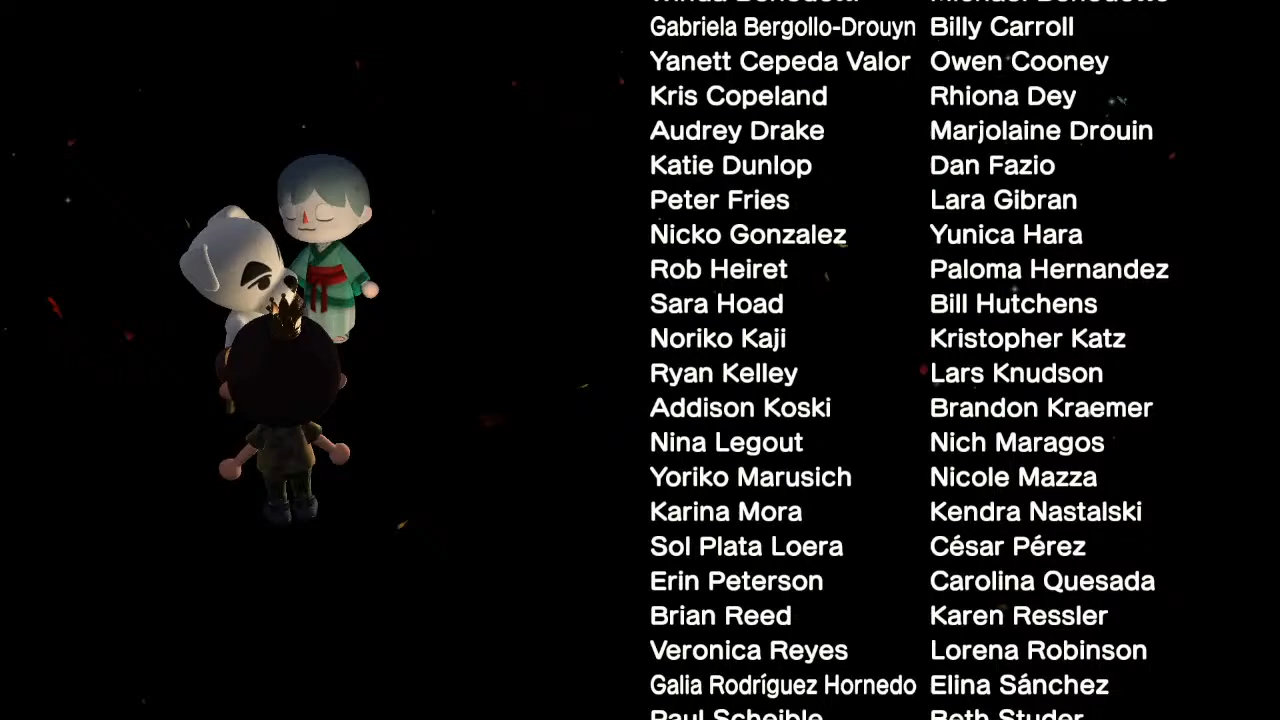 Gabriela Bergollo-Drouyn Billy Carroll
Yanett Cepeda Valor Owen Cooney
Kris Copeland Rhiona Dey
Audrey Drake Marjolaine Drouin
Katie Dunlop Dan Fazio
Peter Fries Lara Gibran
Nicko Gonzalez Yunica Hara
Rob Heiret Paloma Hernandez
Sara Hoad Bill Hutchens
Noriko Kaji Kristopher Katz
Ryan Kelley Lars Knudson
Addison Koski Brandon Kraemer
Nina Legout Nich Maragos
Yoriko Marusich Nicole Mazza
Karina Mora Kendra Nastalski
Sol Plata Loera César Pérez
Erin Peterson Carolina Quesada
Brian Reed Karen Ressler
Veronica Reyes Lorena Robinson
Galia Rodríguez Hornedo Elina Sánchez
Paul Scheible Beth Studer